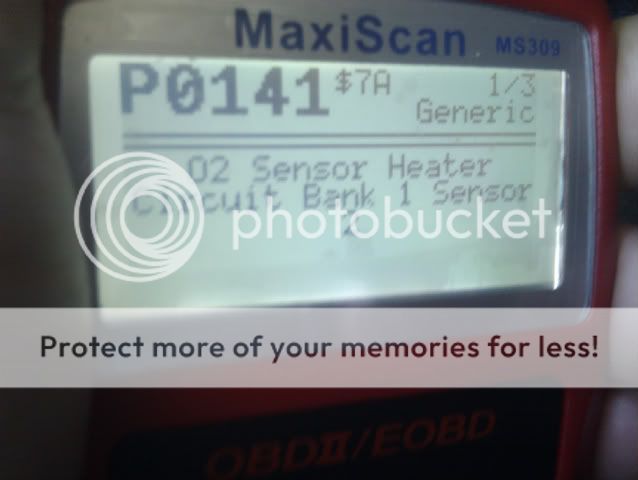 MaxiScan MS309
P0141 $7A 1/3
Generic
O2 Sensor Heater
Circuit Bank 1 Sensor
2
photobucket
Protect more of your memories for less!
OBDII/EOBD